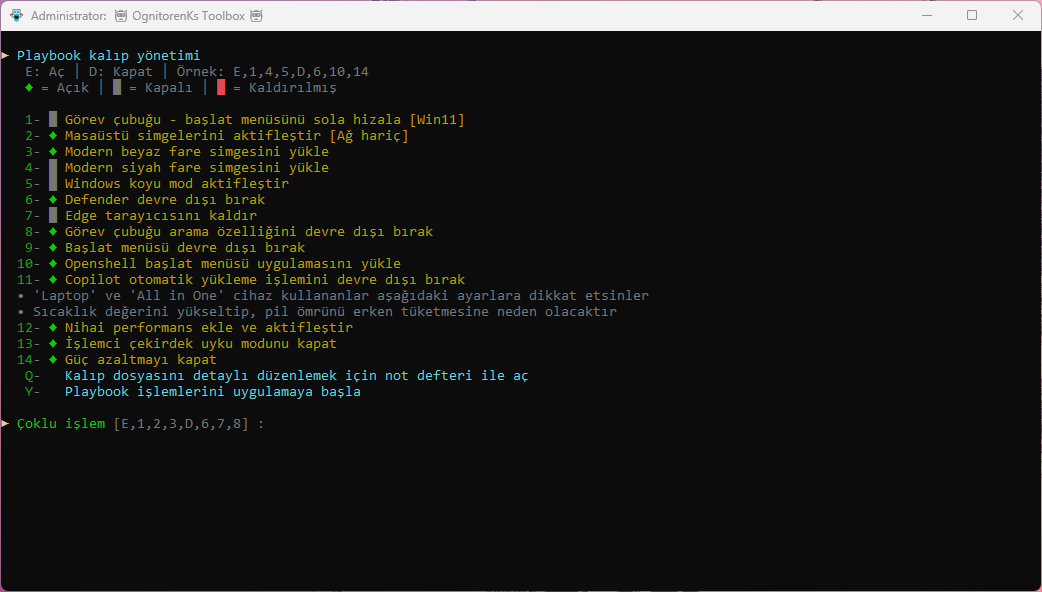 Administrator: OgnitorenKs Toolbox
► Playbook kalıp yönetimi
E: Aç │ D: Kapat │ Örnek: E,1,4,5,D,6,10,14
♦ = Açık │ █ = Kapalı │ █ = Kaldırılmış
1- █ Görev çubuğu - başlat menüsünü sola hizala [Win11]
2- ♦ Masaüstü simgelerini aktifleştir [Ağ hariç]
3- ♦ Modern beyaz fare simgesini yükle
4- █ Modern siyah fare simgesini yükle
5- █ Windows koyu mod aktifleştir
6- ♦ Defender devre dışı bırak
7- █ Edge tarayıcısını kaldır
8- ♦ Görev çubuğu arama özelliğini devre dışı bırak
9- ♦ Başlat menüsü devre dışı bırak
10- ♦ Openshell başlat menüsü uygulamasını yükle
11- ♦ Copilot otomatik yükleme işlemini devre dışı bırak
• 'Laptop' ve 'All in One' cihaz kullananlar aşağıdaki ayarlara dikkat etsinler
• Sıcaklık değerini yükseltip, pil ömrünü erken tüketmesine neden olacaktır
12- ♦ Nihai performans ekle ve aktifleştir
13- ♦ İşlemci çekirdek uyku modunu kapat
14- ♦ Güç azaltmayı kapat
Q- Kalıp dosyasını detaylı düzenlemek için not defteri ile aç
Y- Playbook işlemlerini uygulamaya başla
► Çoklu işlem [E,1,2,3,D,6,7,8] :